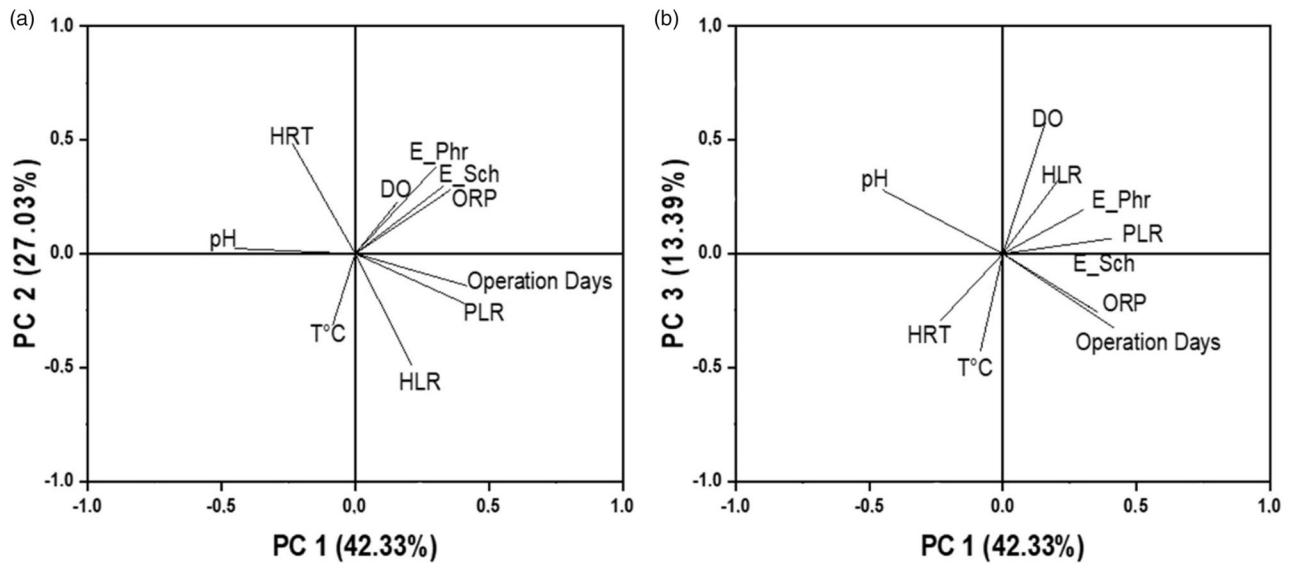 (a)
1.0
0.5
0.0
-0.5
-1.0
PC 2 (27.03%)
HRT
E_Phr
E_Sch
DO
ORP
pH
Operation Days
PLR
T°C
HLR
-1.0 -0.5 0.0 0.5 1.0
PC 1 (42.33%)
(b)
1.0
0.5
0.0
-0.5
-1.0
PC 3 (13.39%)
DO
pH
HLR
E_Phr
PLR
E_Sch
ORP
HRT
Operation Days
T°C
-1.0 -0.5 0.0 0.5 1.0
PC 1 (42.33%)